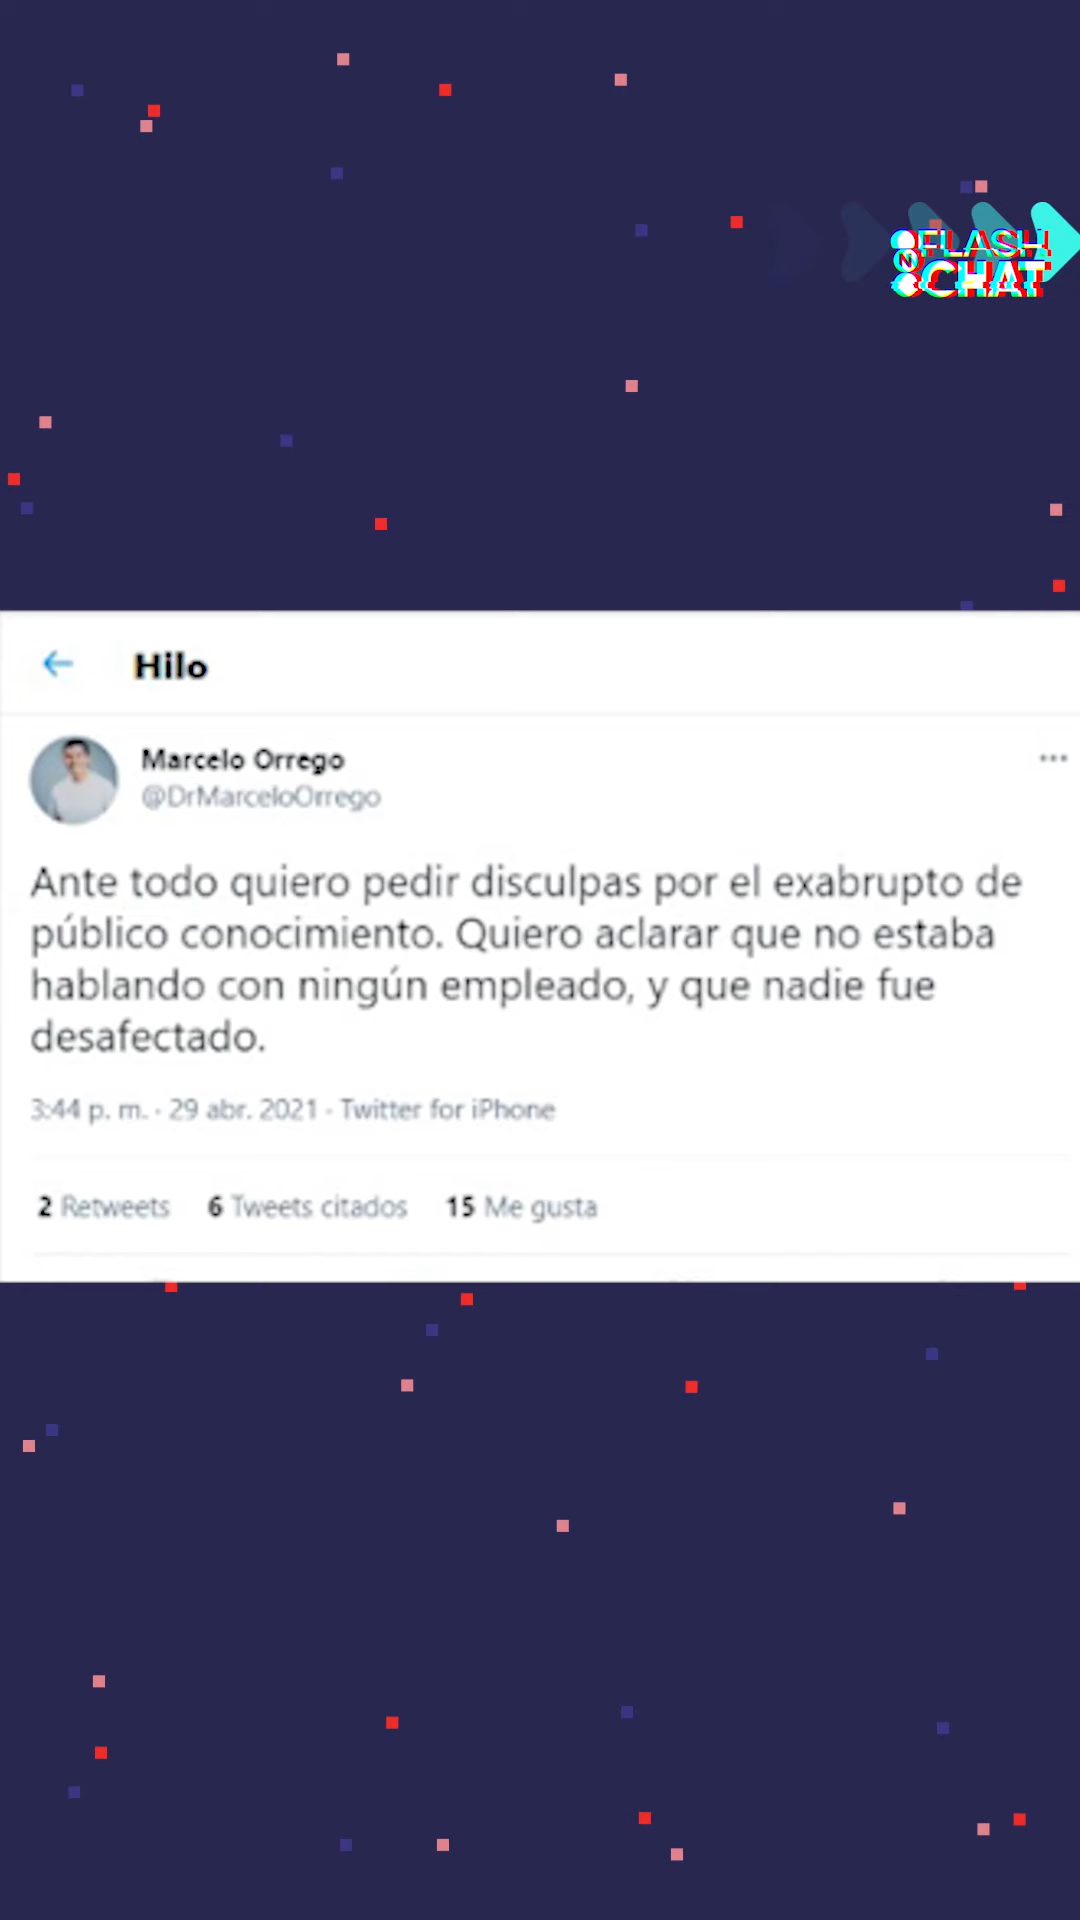 FLASH
N CHAT
Hilo
Marcelo Orrego
@DrMarceloOrrego
Ante todo quiero pedir disculpas por el exabrupto de
público conocimiento. Quiero aclarar que no estaba
hablando con ningún empleado, y que nadie fue
desafectado.
3:44 p. m. · 29 abr. 2021 · Twitter for iPhone
2 Retweets 6 Tweets citados 15 Me gusta